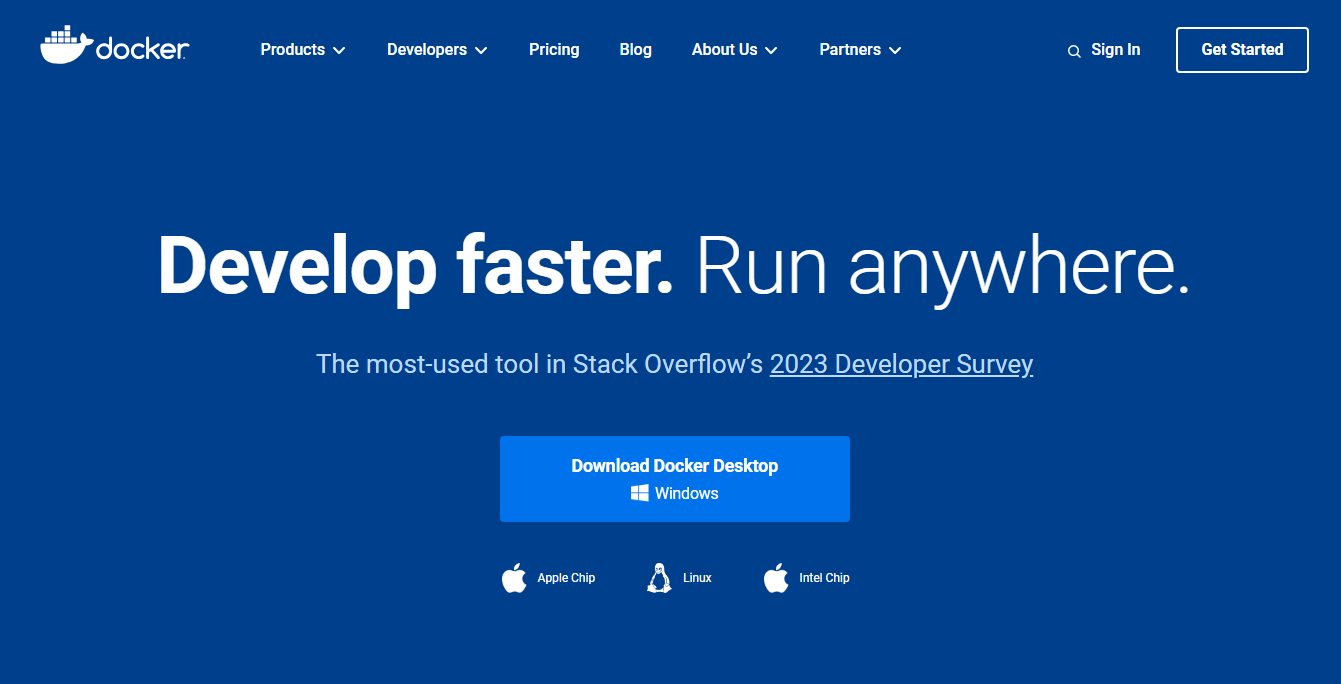 docker
Products Developers Pricing Blog About Us Partners Sign In Get Started
Develop faster. Run anywhere.
The most-used tool in Stack Overflow’s 2023 Developer Survey
Download Docker Desktop
Windows
Apple Chip Linux Intel Chip